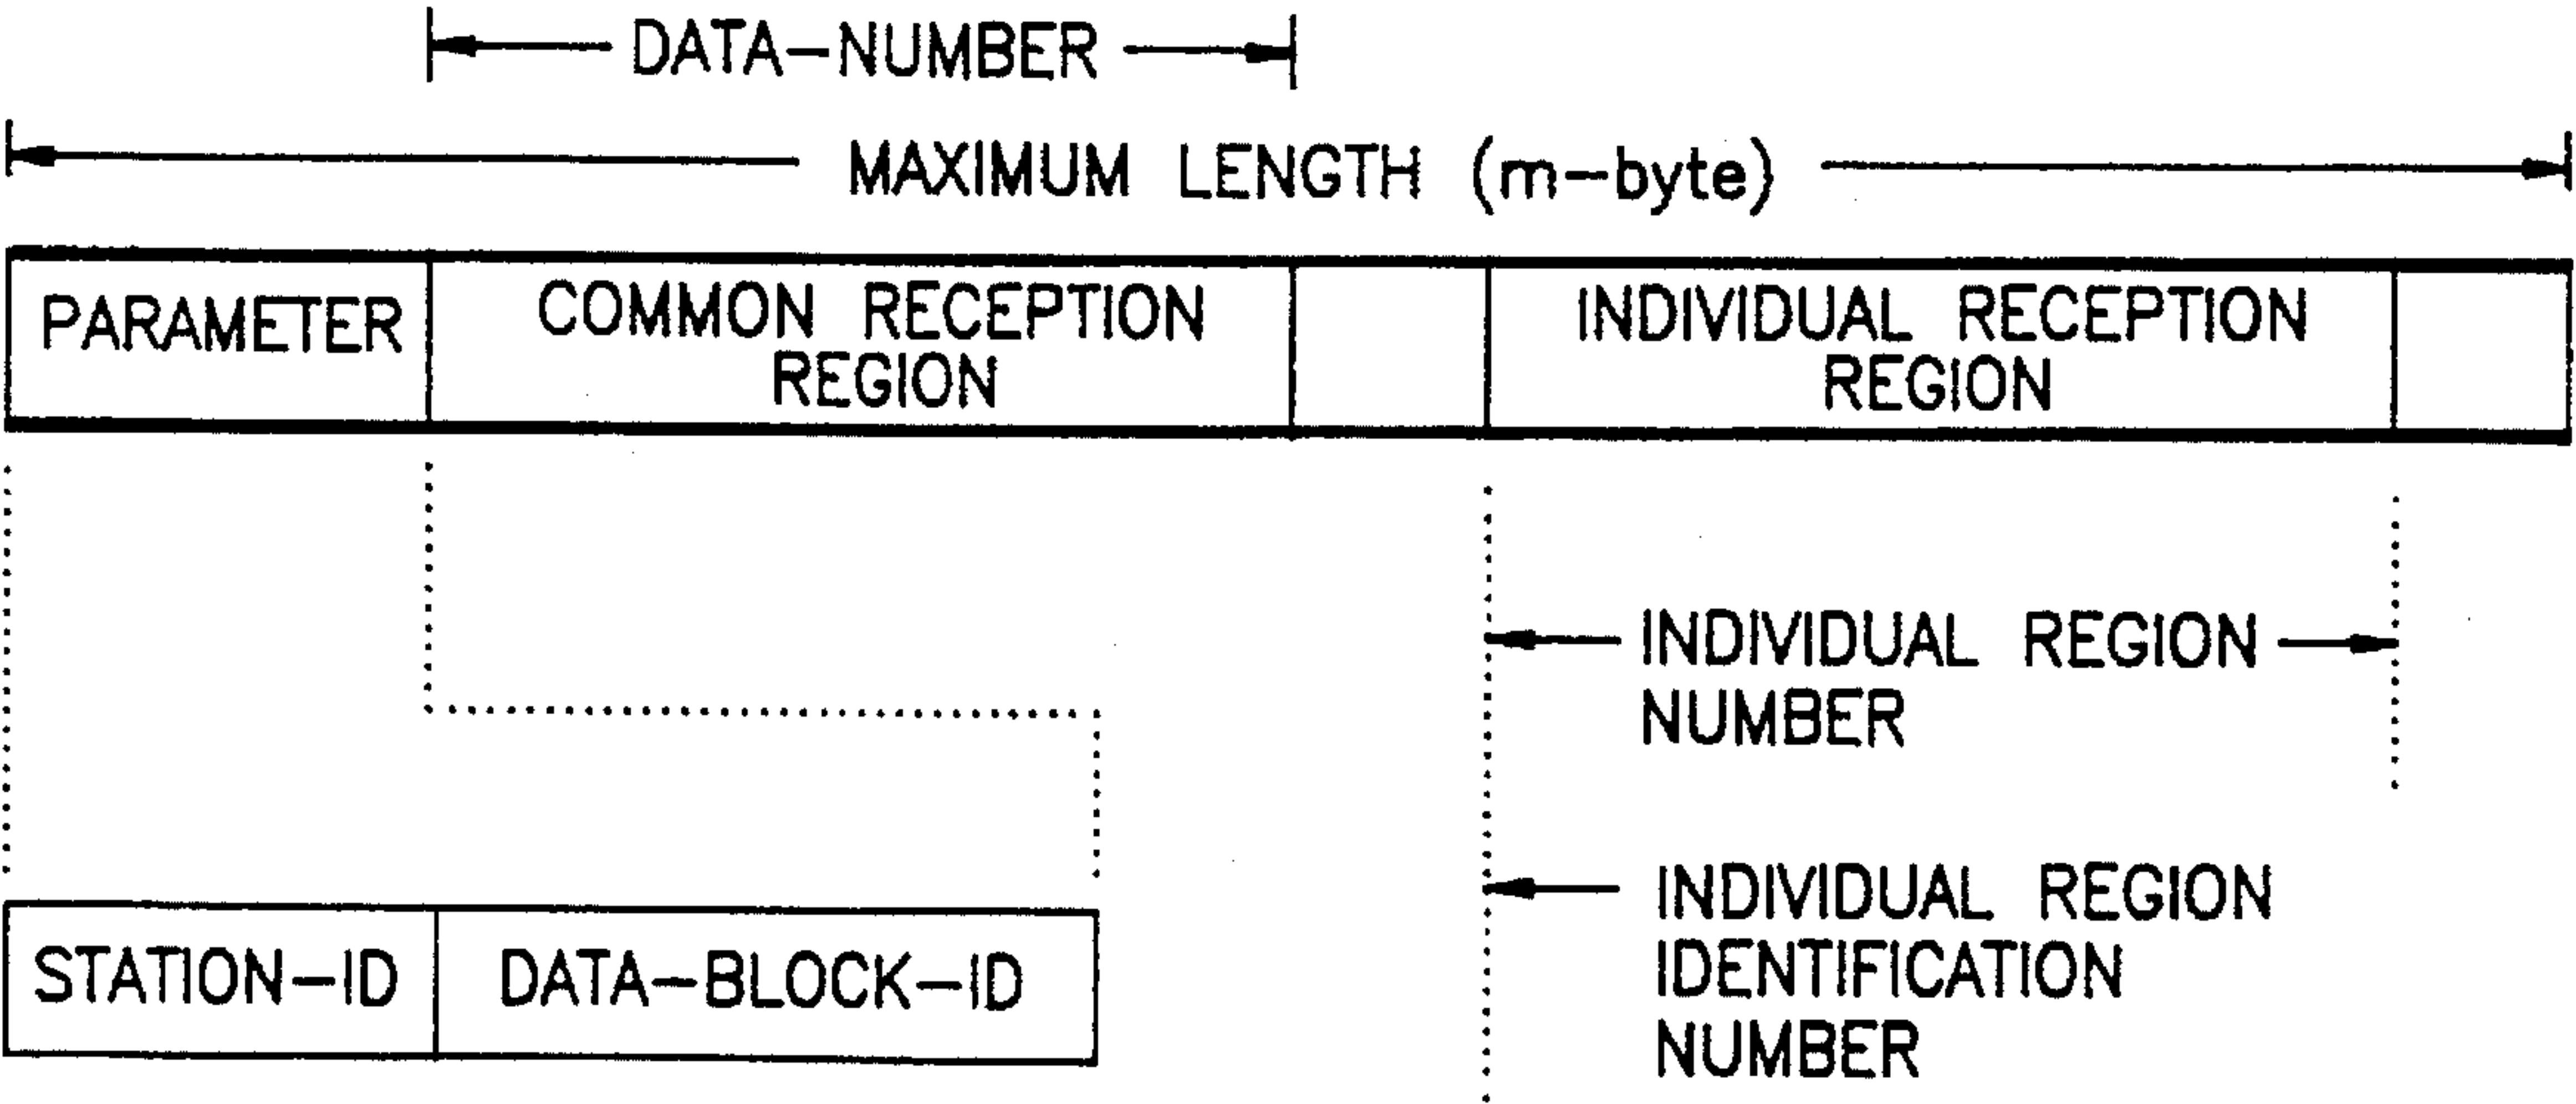 DATA-NUMBER
MAXIMUM LENGTH (m-byte)
PARAMETER
COMMON RECEPTION
REGION
INDIVIDUAL RECEPTION
REGION
INDIVIDUAL REGION
NUMBER
INDIVIDUAL REGION
IDENTIFICATION
NUMBER
STATION-ID
DATA-BLOCK-ID